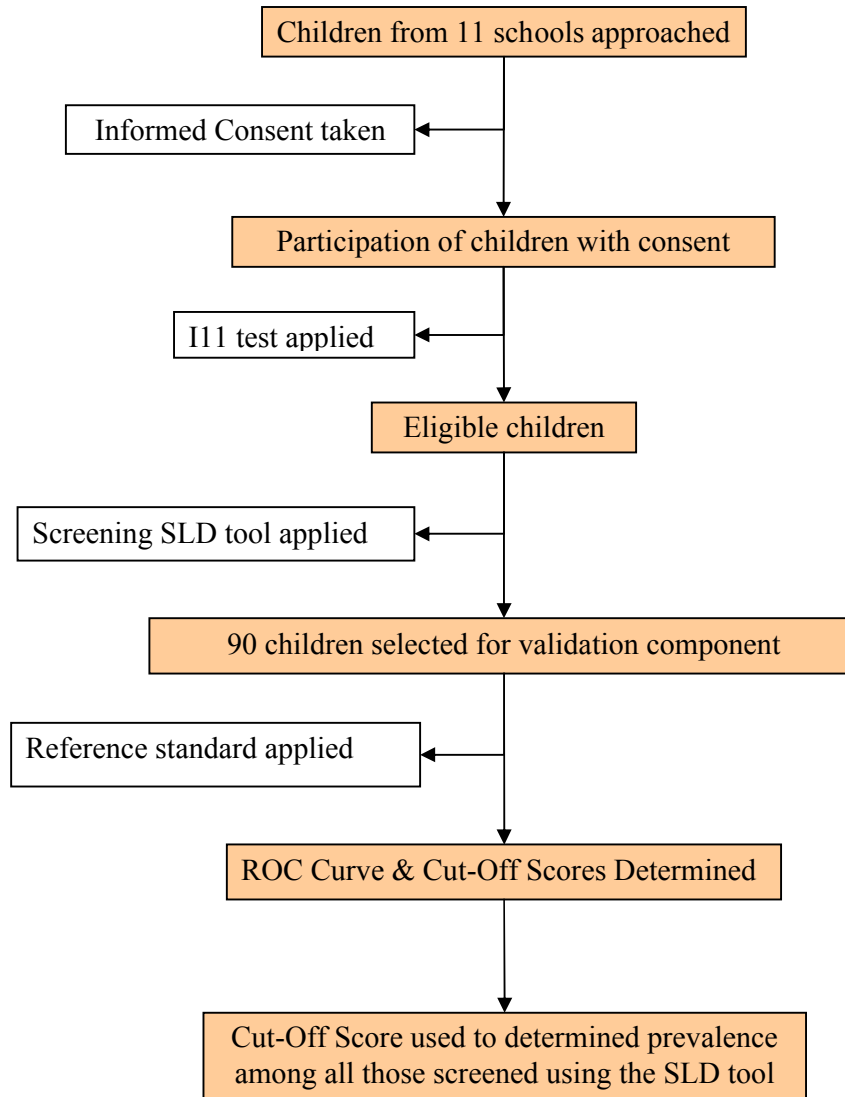 Children from 11 schools approached
Informed Consent taken
Participation of children with consent
I11 test applied
Eligible children
Screening SLD tool applied
90 children selected for validation component
Reference standard applied
ROC Curve & Cut-Off Scores Determined
Cut-Off Score used to determined prevalence
among all those screened using the SLD tool